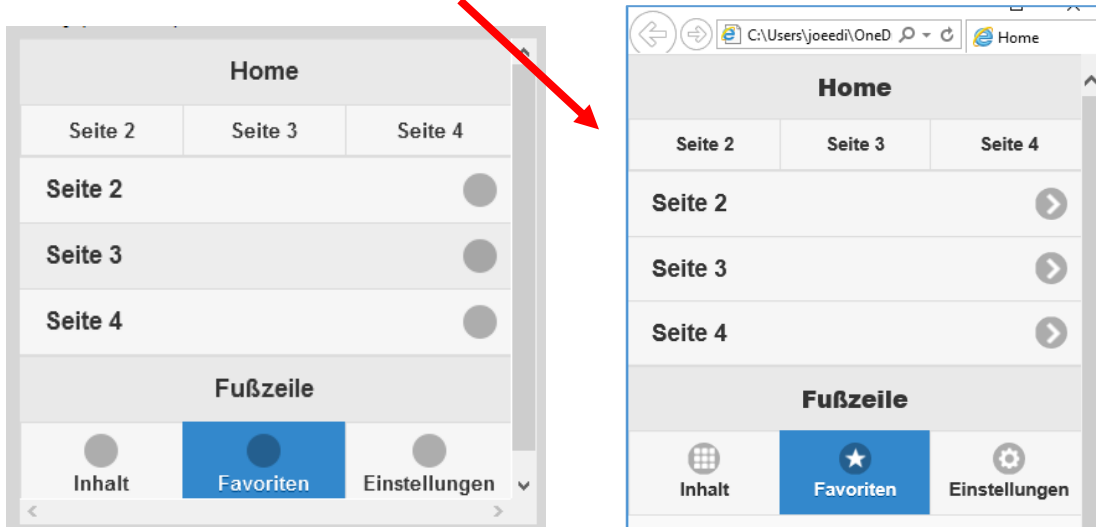 Home
Seite 2 Seite 3 Seite 4
Seite 2
Seite 3
Seite 4
Fußzeile
Inhalt Favoriten Einstellungen
C:\Users\joeedi\OneD Home
Home
Seite 2 Seite 3 Seite 4
Seite 2
Seite 3
Seite 4
Fußzeile
Inhalt Favoriten Einstellungen